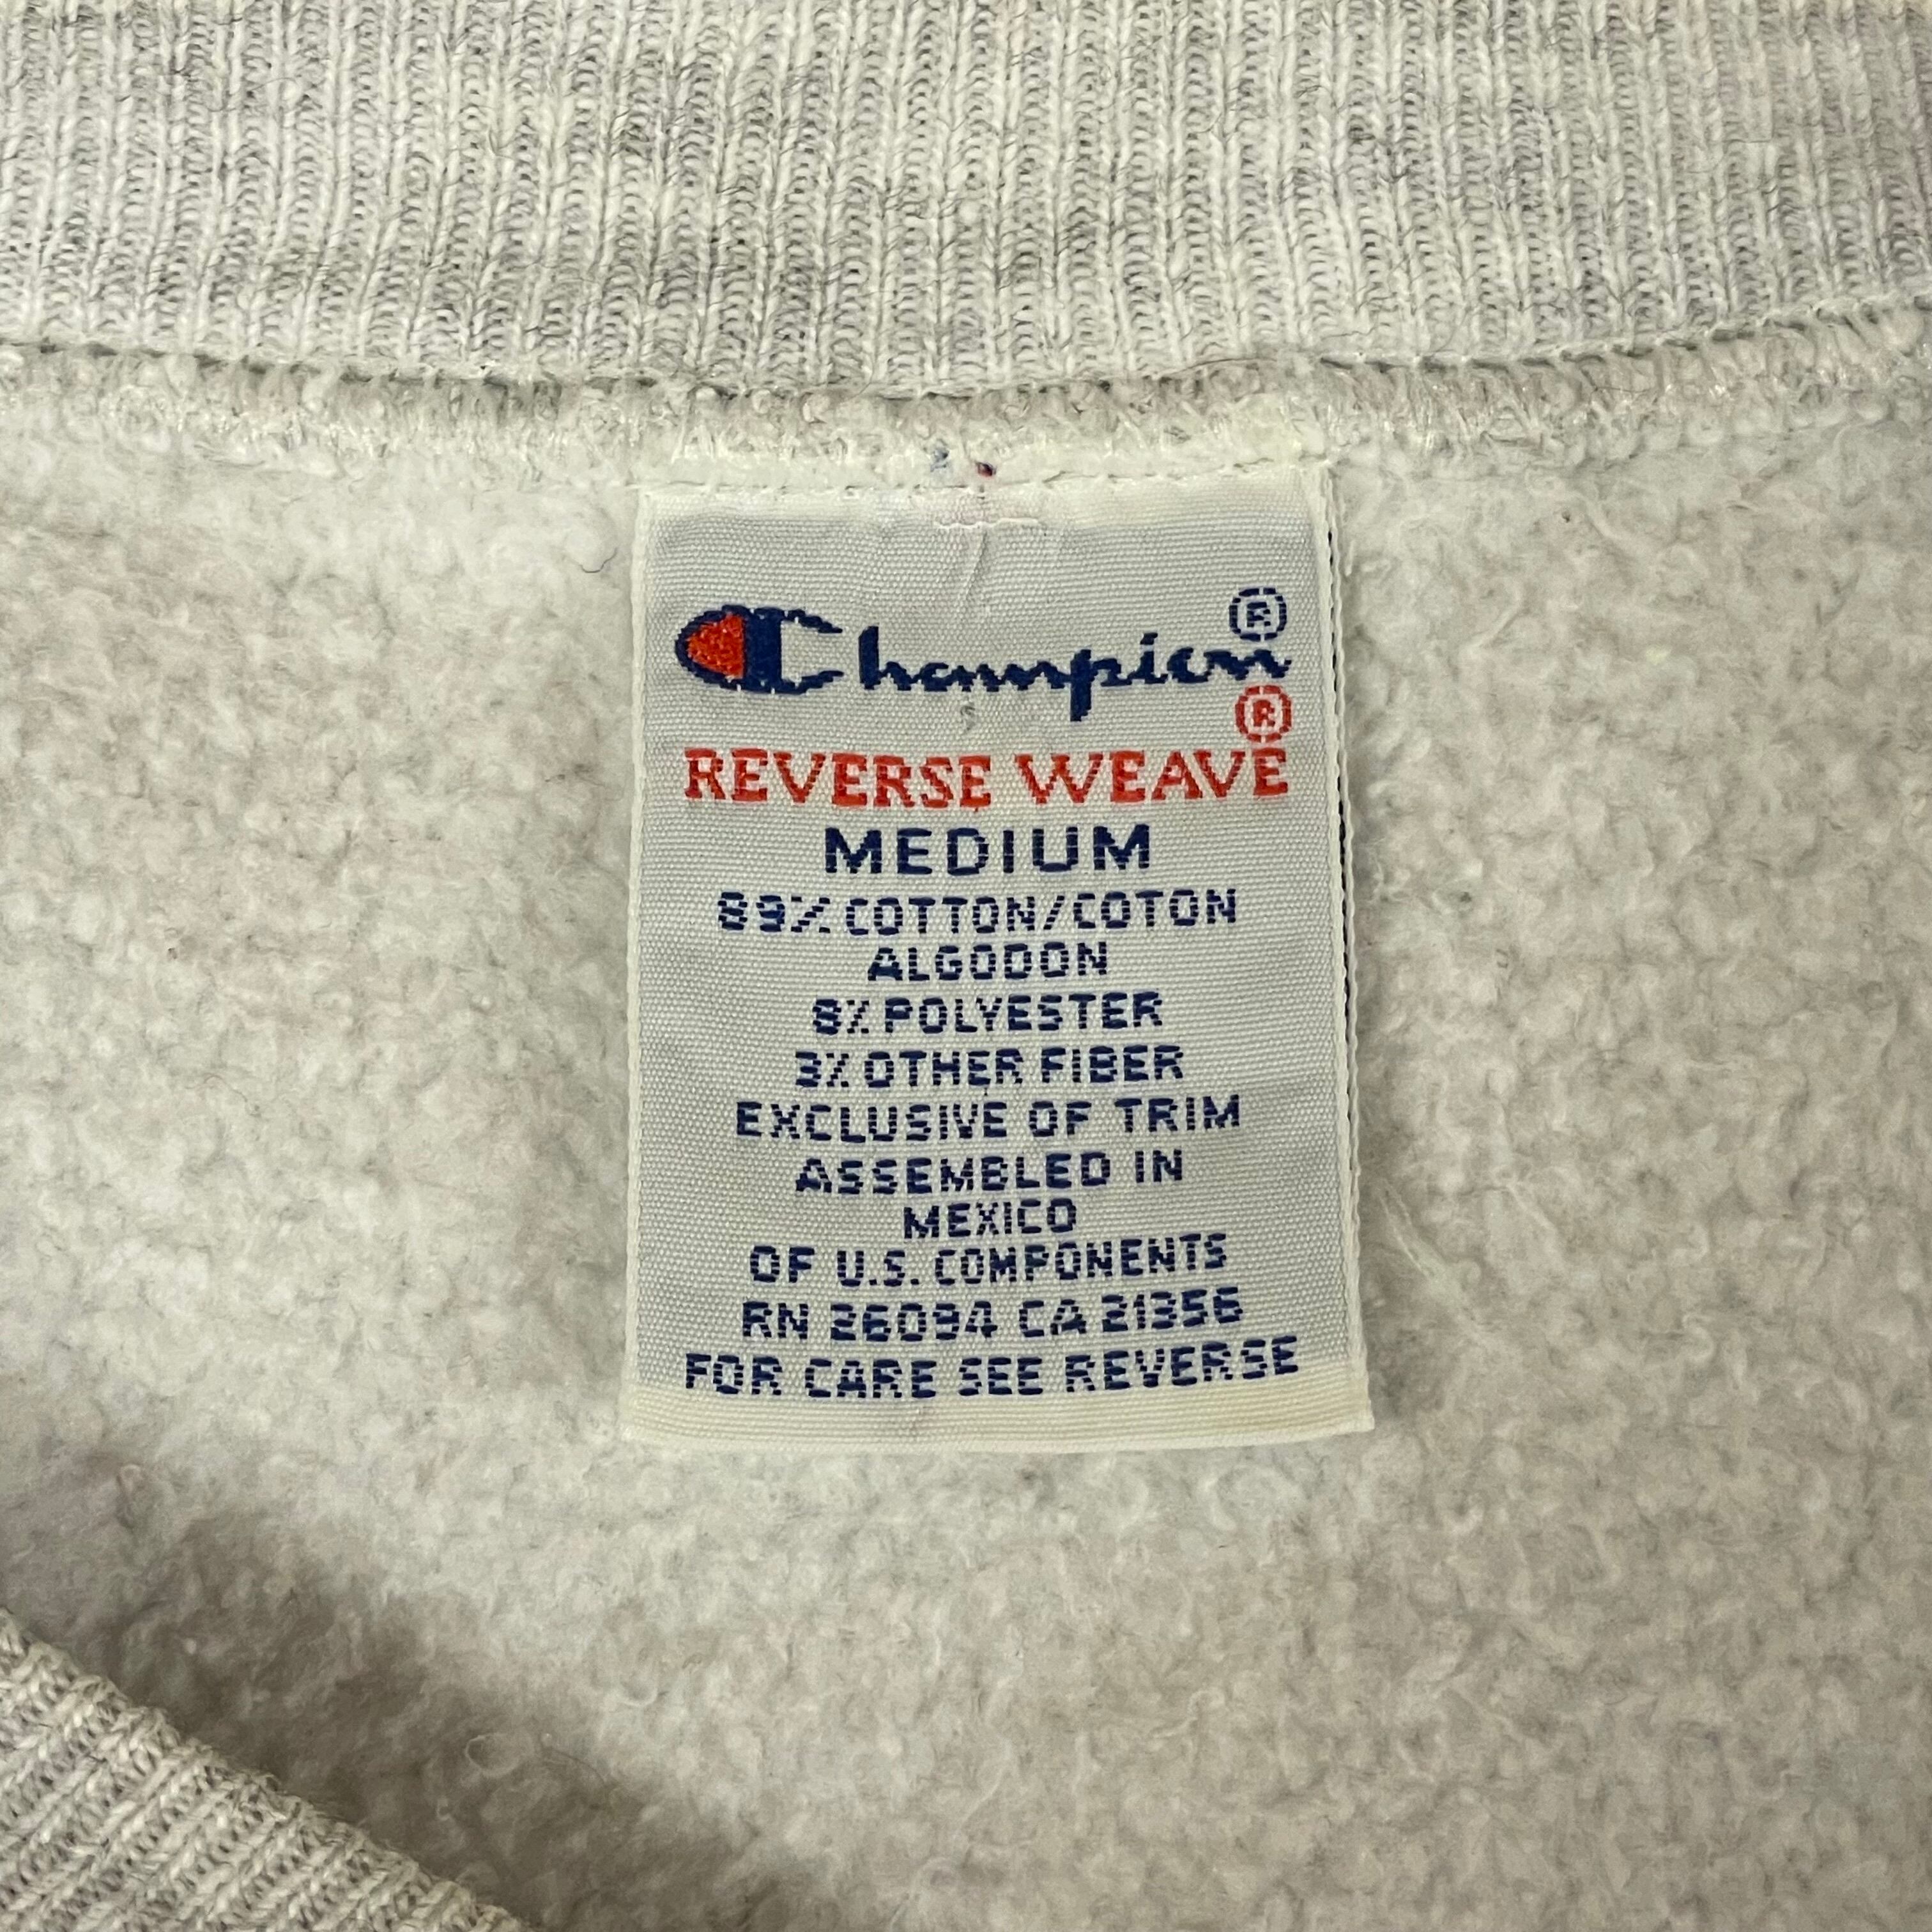 Champion®
REVERSE WEAVE®
MEDIUM
89% COTTON/COTON
ALGODON
8% POLYESTER
3% OTHER FIBER
EXCLUSIVE OF TRIM
ASSEMBLED IN
MEXICO
OF U.S. COMPONENTS
RN 26094 CA 21356
FOR CARE SEE REVERSE